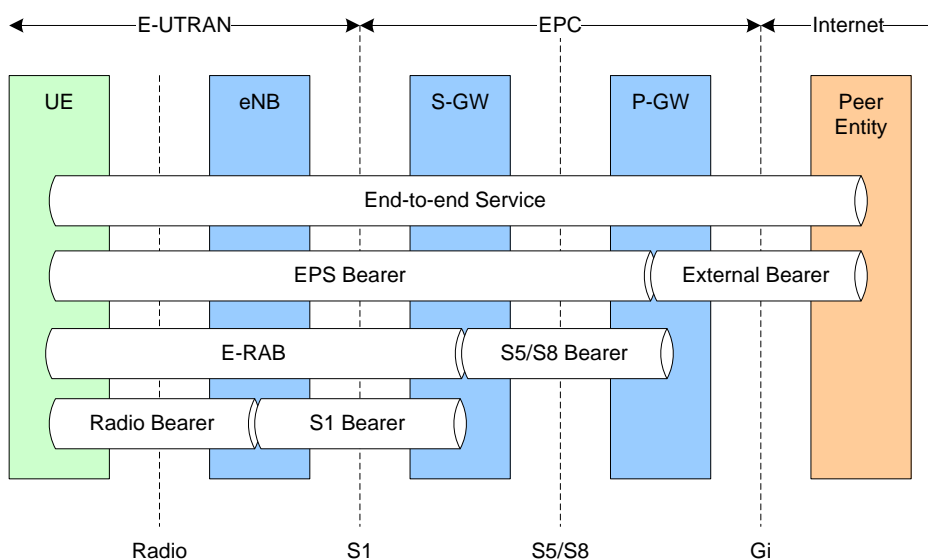 E-UTRAN EPC Internet
UE eNB S-GW P-GW Peer
Entity
End-to-end Service
EPS Bearer External Bearer
E-RAB S5/S8 Bearer
Radio Bearer S1 Bearer
Radio S1 S5/S8 Gi